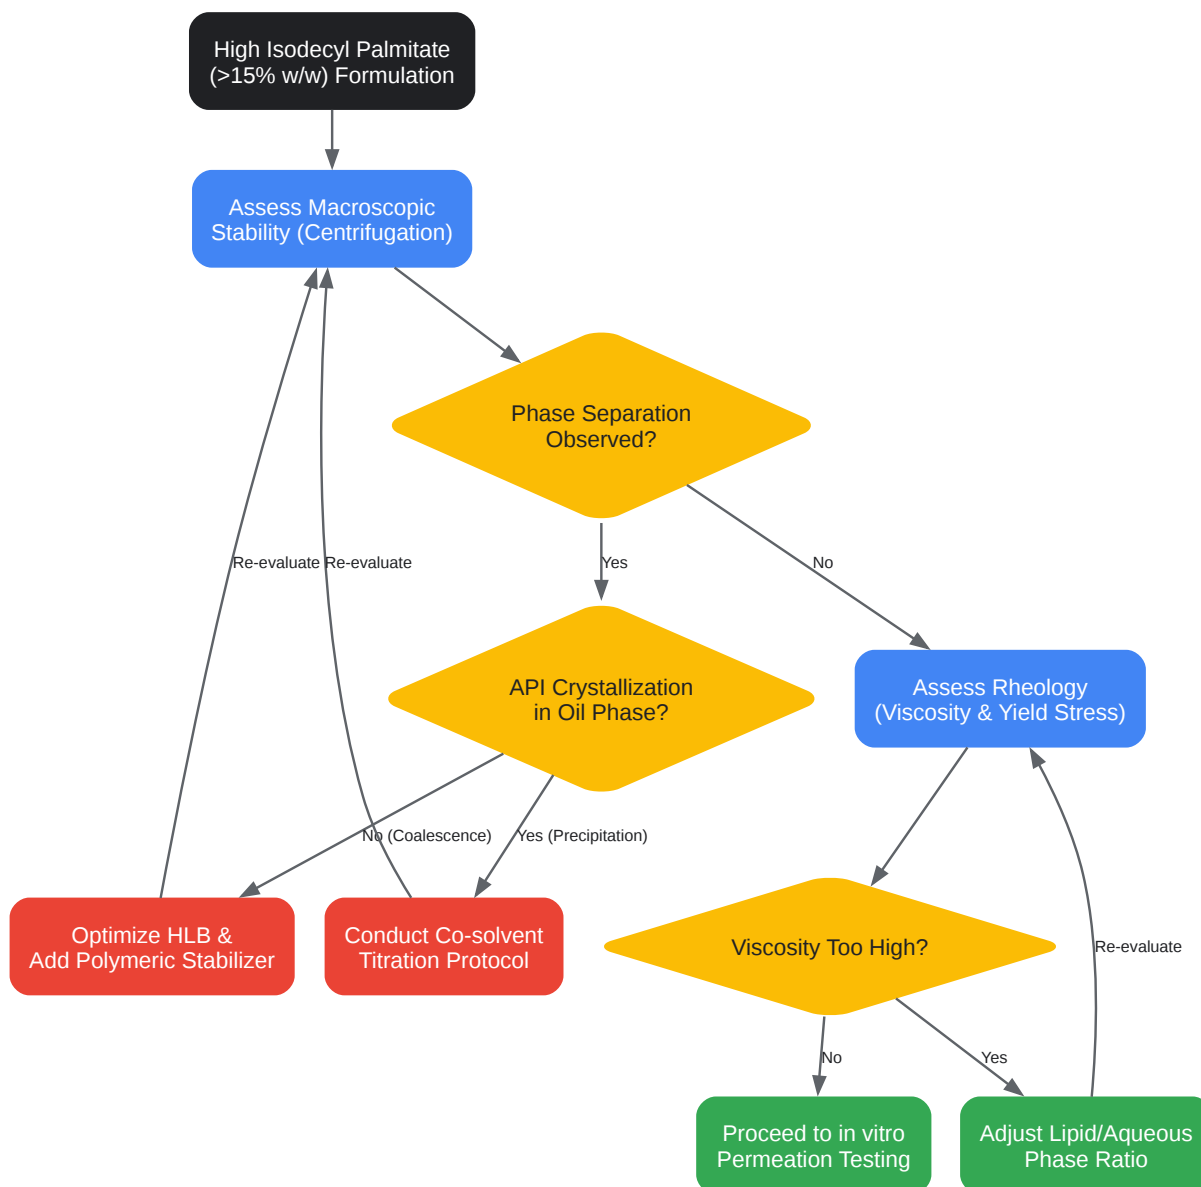 High Isodecyl Palmitate
(>15% w/w) Formulation
Assess Macroscopic
Stability (Centrifugation)
Phase Separation
Observed?
Re-evaluate
Re-evaluate
Yes
No
API Crystallization
in Oil Phase?
Assess Rheology
(Viscosity & Yield Stress)
No (Coalescence)
Yes (Precipitation)
Optimize HLB &
Add Polymeric Stabilizer
Conduct Co-solvent
Titration Protocol
Viscosity Too High?
Re-evaluate
No
Yes
Proceed to in vitro
Permeation Testing
Adjust Lipid/Aqueous
Phase Ratio